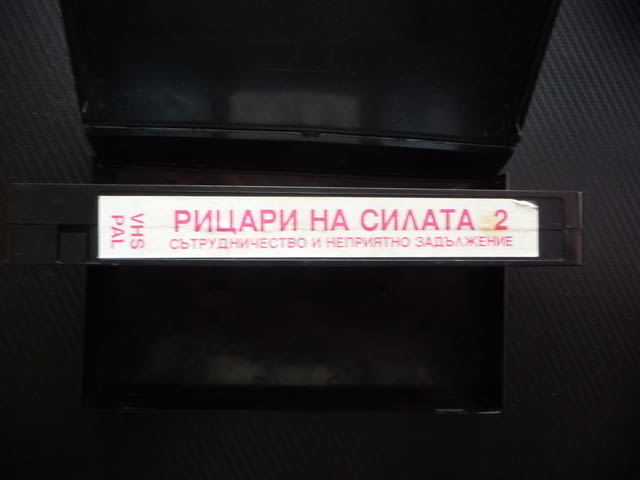 VHS
PAL
РИЦАРИ НА СИЛАТА 2
СЪТРУДНИЧЕСТВО И НЕПРИЯТНО ЗАДЪЛЖЕНИЕ